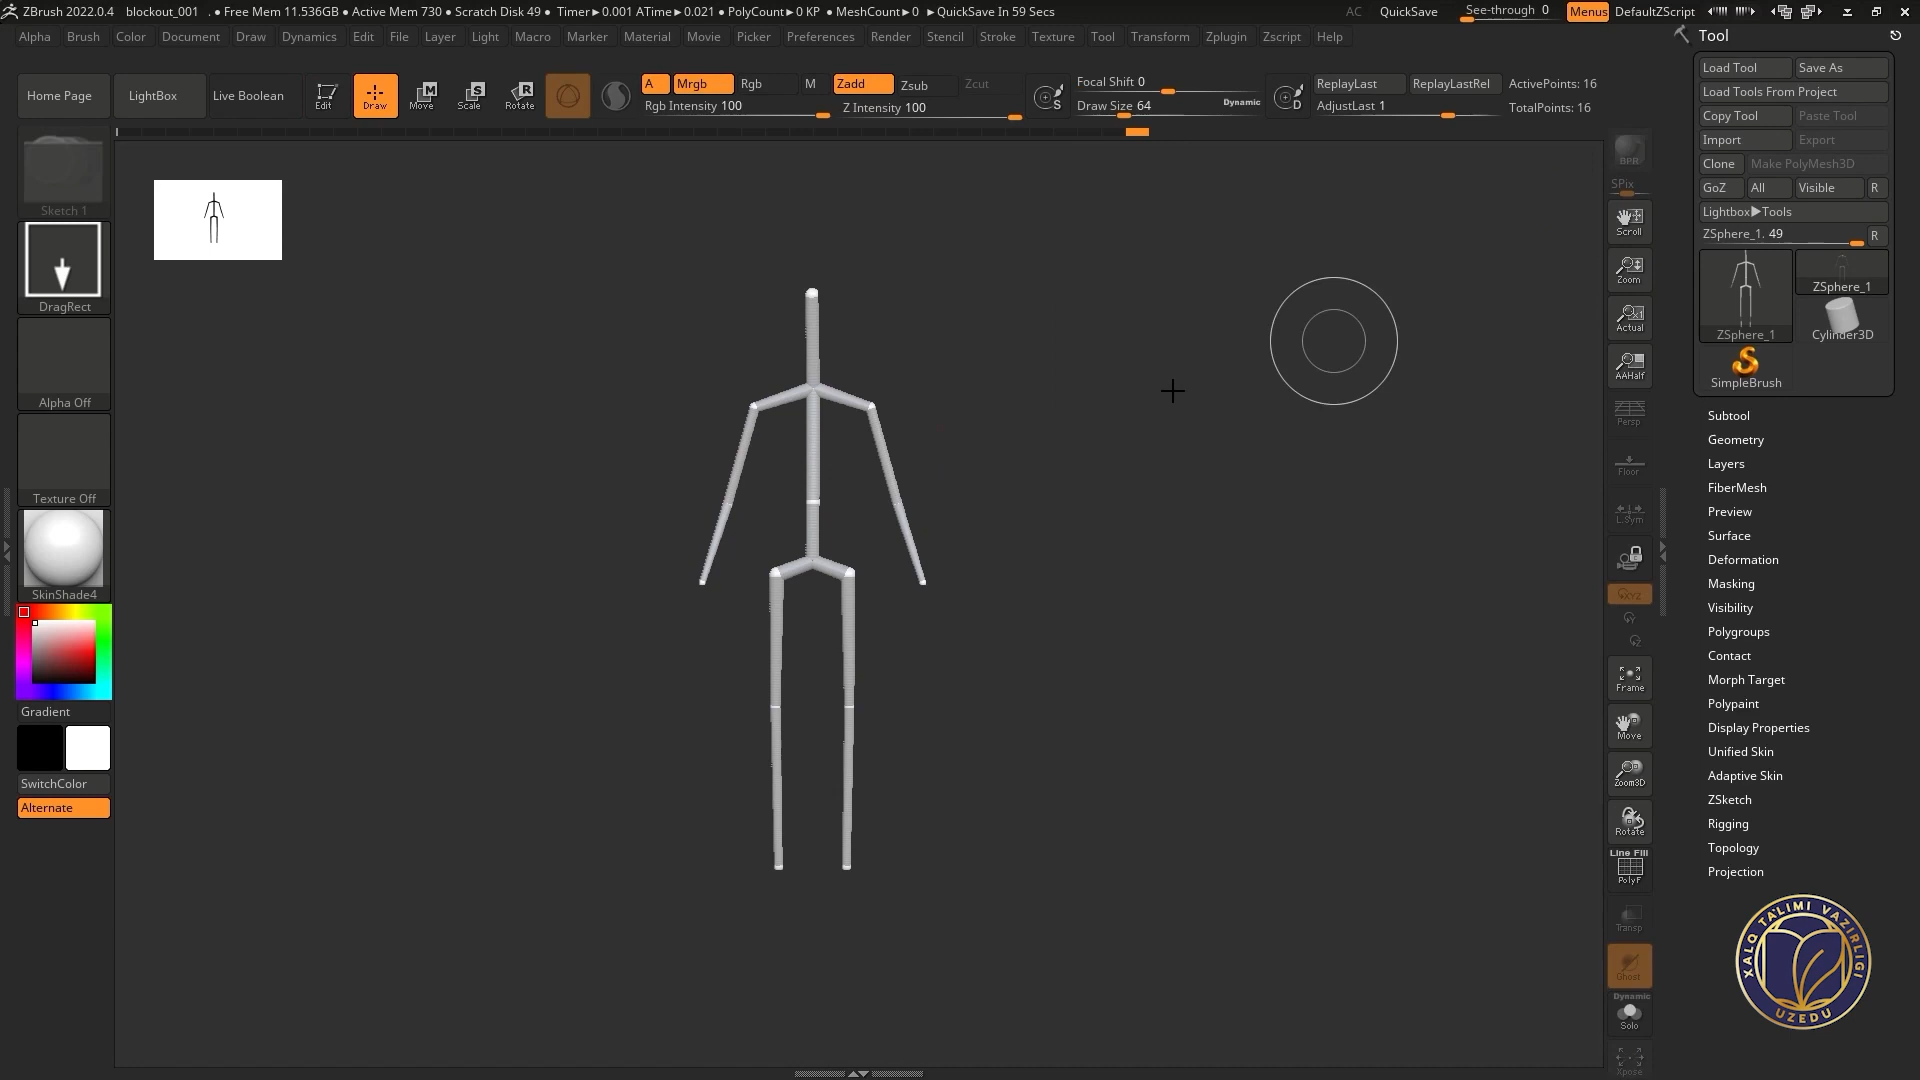 ZBrush 2022.0.4 blockout_001 . ● Free Mem 11.536GB ● Active Mem 730 ● Scratch Disk 49 ● Timer▶0.001 ATime▶0.021 ● PolyCount▶0 KP ● MeshCount▶0 ▶QuickSave In 59 Secs AC QuickSave See-through 0 Menus DefaultZScript
Alpha Brush Color Document Draw Dynamics Edit File Layer Light Macro Marker Material Movie Picker Preferences Render Stencil Stroke Texture Tool Transform Zplugin Zscript Help
Home Page LightBox Live Boolean Edit Draw Move Scale Rotate
A Mrgb Rgb M Zadd Zsub Zcut
Rgb Intensity 100 Z Intensity 100
Focal Shift 0
Draw Size 64 Dynamic
S
D
ReplayLast ReplayLastRel ActivePoints: 16
AdjustLast 1 TotalPoints: 16
Sketch 1
DragRect
Alpha Off
Texture Off
SkinShade4
Gradient
SwitchColor
Alternate
BPR
SPix
Scroll
Zoom
Actual
AAHalf
Persp
Floor
L.Sym
XYZ
Frame
Move
Zoom3D
Rotate
Line Fill
PolyF
Transp
Ghost
Dynamic
Solo
Xpose
Tool
Load Tool Save As
Load Tools From Project
Copy Tool Paste Tool
Import Export
Clone Make PolyMesh3D
GoZ All Visible R
Lightbox▶Tools
ZSphere_1. 49 R
ZSphere_1 ZSphere_1
Cylinder3D
SimpleBrush
Subtool
Geometry
Layers
FiberMesh
Preview
Surface
Deformation
Masking
Visibility
Polygroups
Contact
Morph Target
Polypaint
Display Properties
Unified Skin
Adaptive Skin
ZSketch
Rigging
Topology
Projection
XALQ TA'LIMI VAZIRLIGI
UZEDU